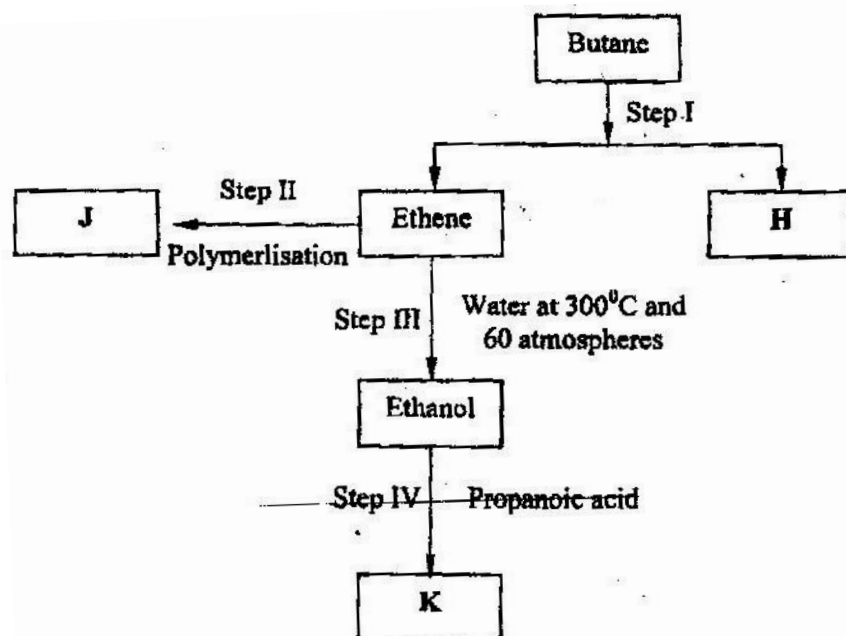 Butane
Step I
Step II
J
Ethene
H
Polymerlisation
Step III
Water at 300⁰C and
60 atmospheres
Ethanol
Step IV
Propanoic acid
K